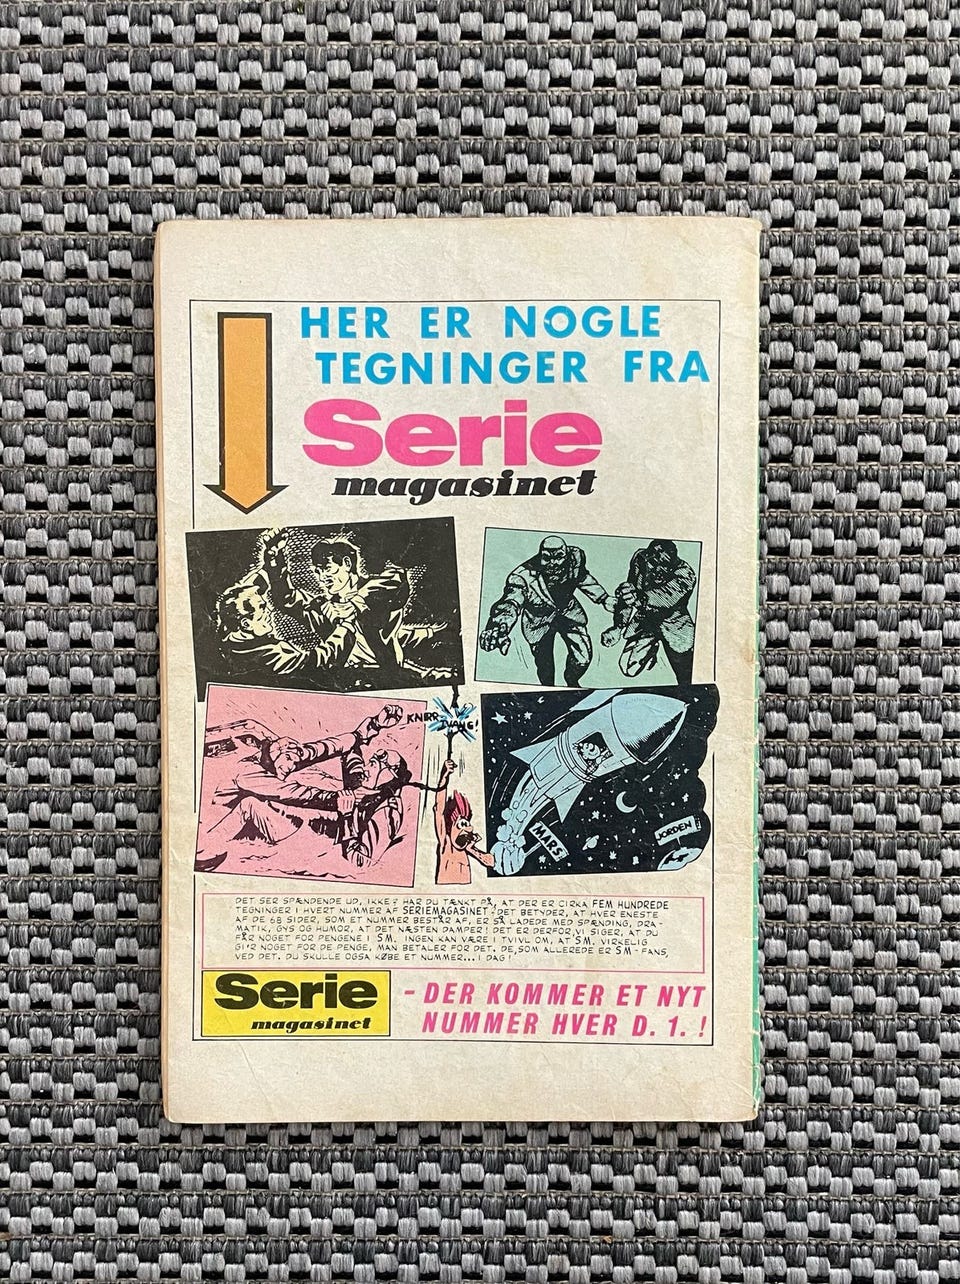 HER ER NOGLE
TEGNINGER FRA
Serie
magasinet
KNIRR
TVANG!
MARS
JORDEN
DET SER SPÆNDENDE UD, IKKE? HAR DU TÆNKT PÅ, AT DER ER CIRKA FEM HUNDREDE
TEGNINGER I HVERT NUMMER AF SERIEMAGASINET? DET BETYDER, AT HVER ENESTE
AF DE 68 SIDER, SOM ET NUMMER BESTÅR AF, ER SÅ LADEDE MED SPÆNDING, DRA-
MATIK, GYS OG HUMOR, AT DET NÆSTEN DAMPER! DET ER DERFOR, VI SIGER, AT DU
FÅR NOGET FOR PENGENE I SM. INGEN KAN VÆRE I TVIVL OM, AT SM. VIRKELIG
GI'R NOGET FOR DE PENGE, MAN BETALER FOR DET. DE, SOM ALLEREDE ER SM-FANS,
VED DET. DU SKULLE OGSA KØBE ET NUMMER... I DAG!
Serie
magasinet
- DER KOMMER ET NYT
NUMMER HVER D. 1. !